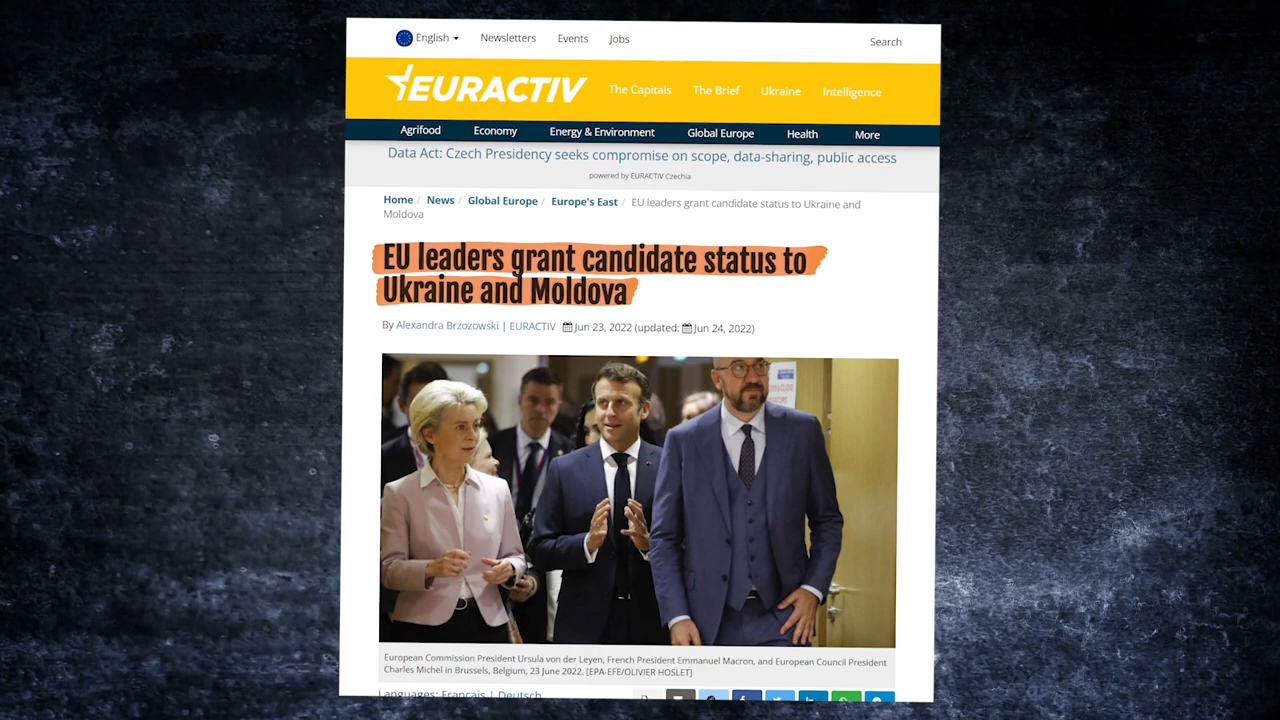 English
Newsletters
Events
Jobs
Search
EURACTIV
The Capitals
The Brief
Ukraine
Intelligence
Agrifood
Economy
Energy & Environment
Global Europe
Health
More
Data Act: Czech Presidency seeks compromise on scope, data-sharing, public access
powered by EURACTIV Czechia
Home / News / Global Europe / Europe's East / EU leaders grant candidate status to Ukraine and
Moldova
EU leaders grant candidate status to
Ukraine and Moldova
By Alexandra Brzozowski | EURACTIV Jun 23, 2022 (updated: Jun 24, 2022)
European Commission President Ursula von der Leyen, French President Emmanuel Macron, and European Council President
Charles Michel in Brussels, Belgium, 23 June 2022. [EPA-EFE/OLIVIER HOSLET]
Languages: Français | Deutsch